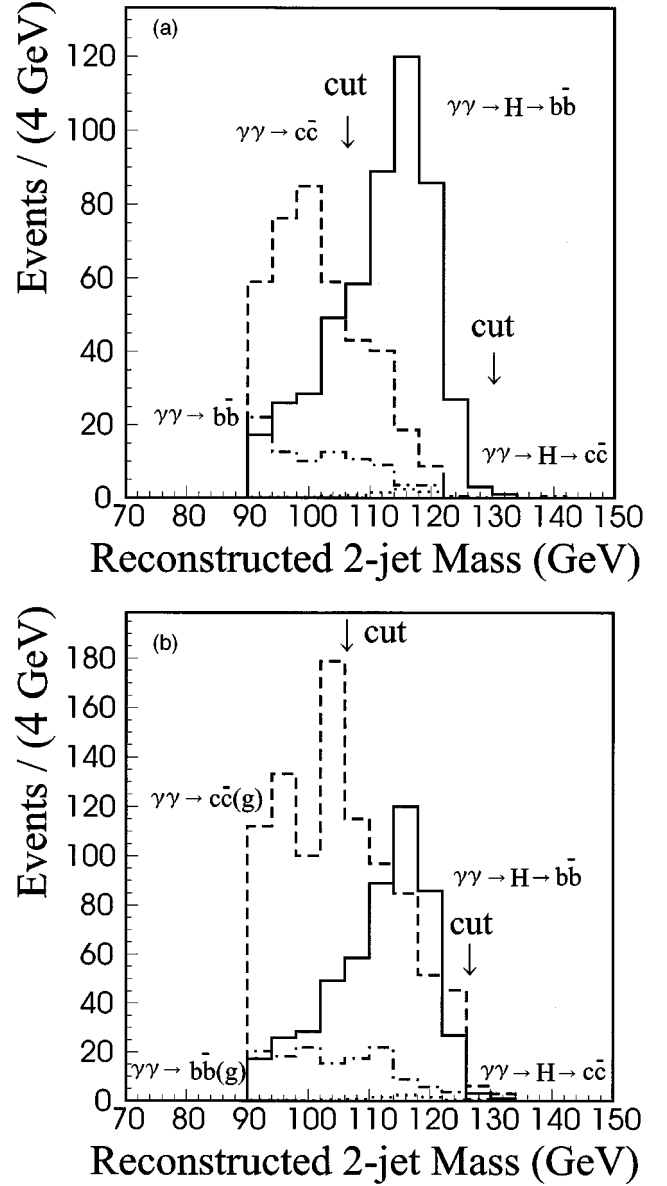 (a)
Events / (4 GeV)
120
100
80
60
40
20
0
cut
γγ → cc̄
γγ → H → bb̄
cut
γγ → bb̄
γγ → H → cc̄
70 80 90 100 110 120 130 140 150
Reconstructed 2-jet Mass (GeV)
(b)
Events / (4 GeV)
180
160
140
120
100
80
60
40
20
0
cut
γγ → cc̄(g)
γγ → H → bb̄
cut
γγ → bb̄(g)
γγ → H → cc̄
70 80 90 100 110 120 130 140 150
Reconstructed 2-jet Mass (GeV)